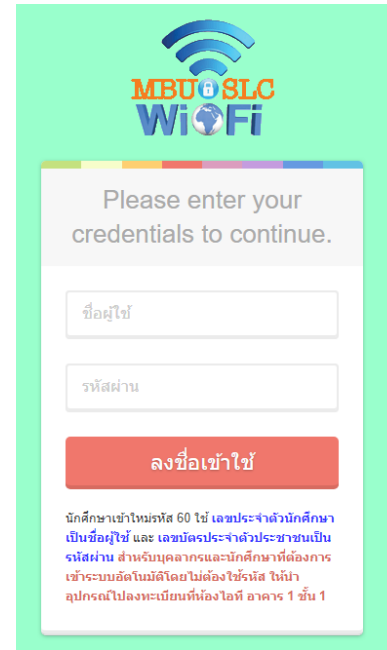 MBU SLC
WiFi
Please enter your
credentials to continue.
ชื่อผู้ใช้
รหัสผ่าน
ลงชื่อเข้าใช้
นักศึกษาเข้าใหม่รหัส 60 ใช้ เลขประจำตัวนักศึกษา
เป็นชื่อผู้ใช้ และ เลขบัตรประจำตัวประชาชนเป็น
รหัสผ่าน สำหรับบุคลากรและนักศึกษาที่ต้องการ
เข้าระบบอัตโนมัติโดยไม่ต้องใช้รหัส ให้นำ
อุปกรณ์ไปลงทะเบียนที่ห้องไอที อาคาร 1 ชั้น 1